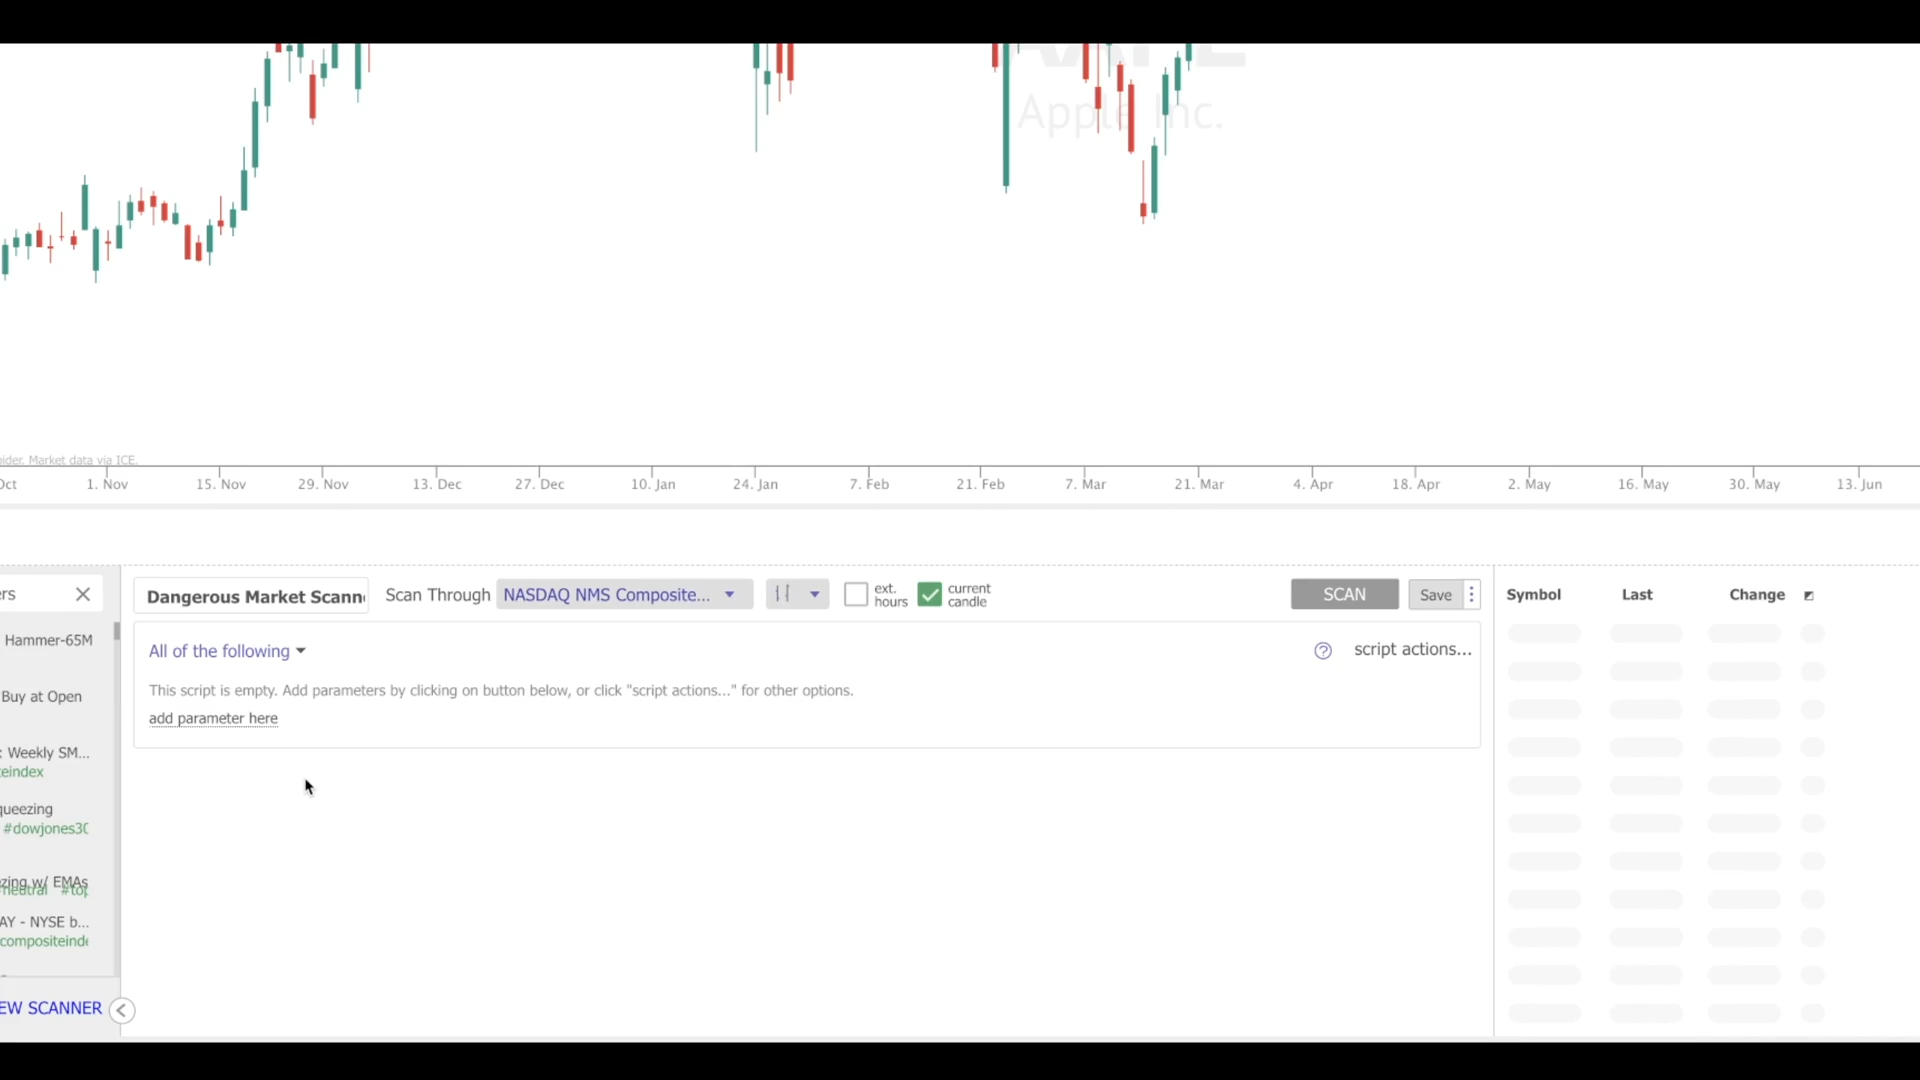 Apple Inc.
ider. Market data via ICE.
Oct 1. Nov 15. Nov 29. Nov 13. Dec 27. Dec 10. Jan 24. Jan 7. Feb 21. Feb 7. Mar 21. Mar 4. Apr 18. Apr 2. May 16. May 30. May 13. Jun
ers
Hammer-65M
Buy at Open
: Weekly SM...
teindex
queezing
#dowjones30
zing w/ EMAs
neutral #top
AY - NYSE b...
compositeinde
EW SCANNER
Dangerous Market Scann
Scan Through NASDAQ NMS Composite...
ext. hours
current candle
SCAN
Save
All of the following
script actions...
This script is empty. Add parameters by clicking on button below, or click "script actions..." for other options.
add parameter here
Symbol Last Change